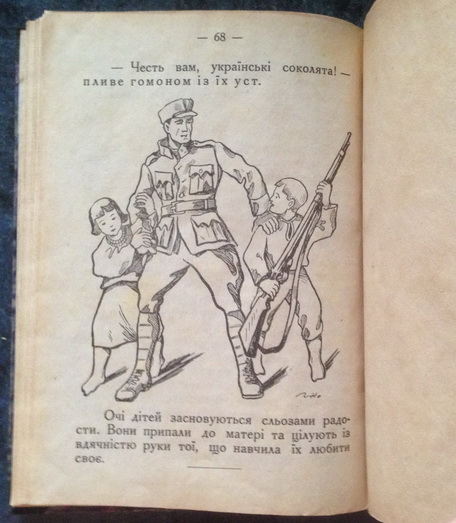 — 68 —
— Честь вам, українські соколята! —
пливе гомоном із їх уст.
Очі дітей засновуються сльозами радо-
сти. Вони припали до матері та цілують із
вдячністю руки тої, що навчила їх любити
своє.